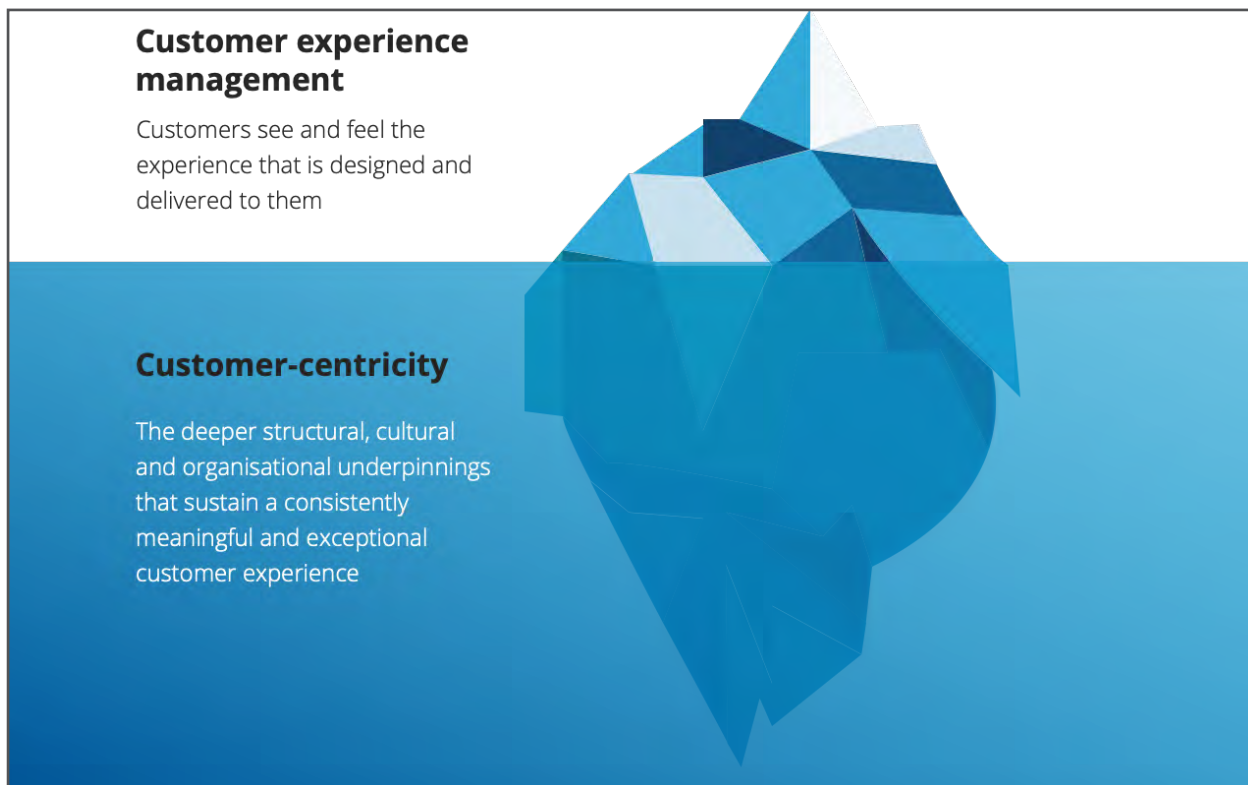 Customer experience
management
Customers see and feel the
experience that is designed and
delivered to them
Customer-centricity
The deeper structural, cultural
and organisational underpinnings
that sustain a consistently
meaningful and exceptional
customer experience